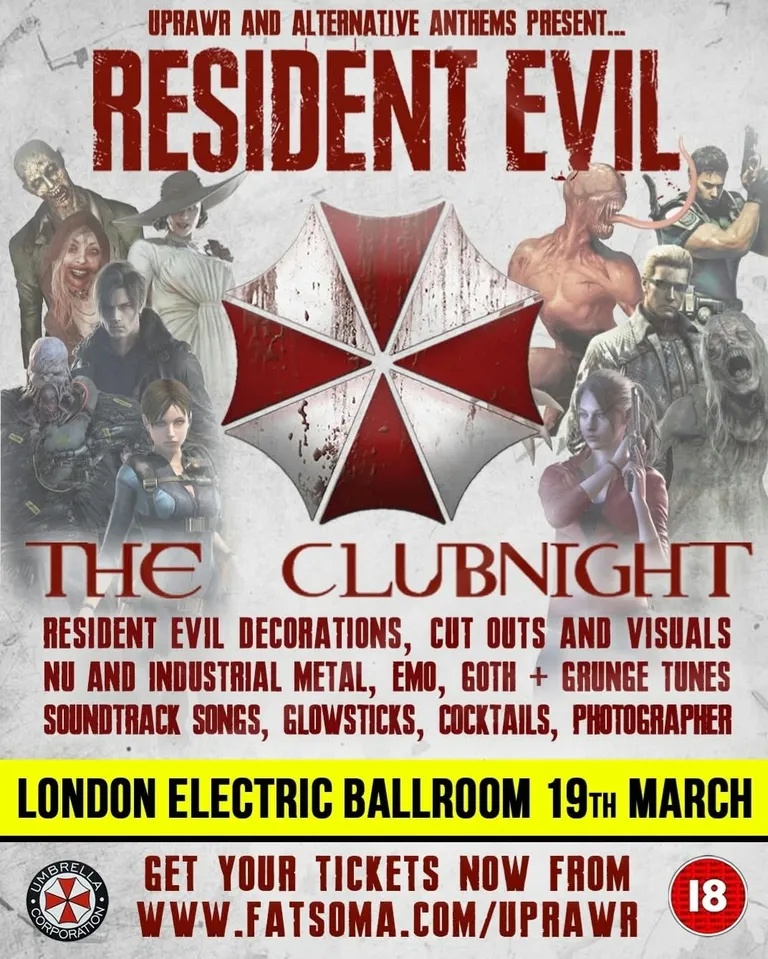 UPRAWR AND ALTERNATIVE ANTHEMS PRESENT...
RESIDENT EVIL
THE CLUBNIGHT
RESIDENT EVIL DECORATIONS, CUT OUTS AND VISUALS
NU AND INDUSTRIAL METAL, EMO, GOTH + GRUNGE TUNES
SOUNDTRACK SONGS, GLOWSTICKS, COCKTAILS, PHOTOGRAPHER
LONDON ELECTRIC BALLROOM 19TH MARCH
UMBRELLA CORPORATION
GET YOUR TICKETS NOW FROM
WWW.FATSOMA.COM/UPRAWR
18